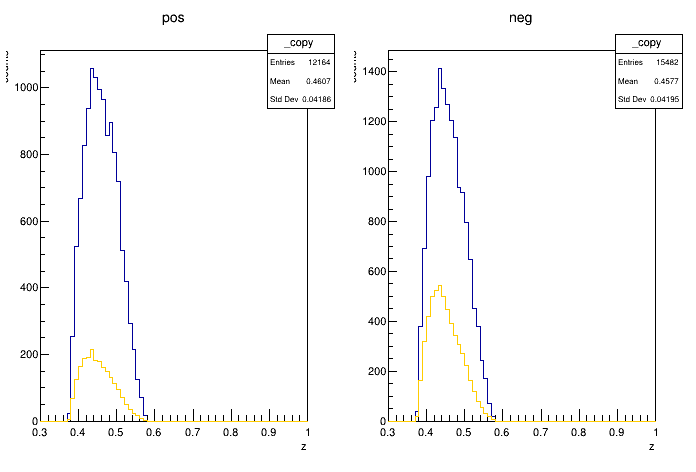 pos
_copy
Entries 12164
Mean 0.4607
Std Dev 0.04186
1000
800
600
400
200
0
0.3 0.4 0.5 0.6 0.7 0.8 0.9 1
z
neg
_copy
Entries 15482
Mean 0.4577
Std Dev 0.04195
1400
1200
1000
800
600
400
200
0
0.3 0.4 0.5 0.6 0.7 0.8 0.9 1
z